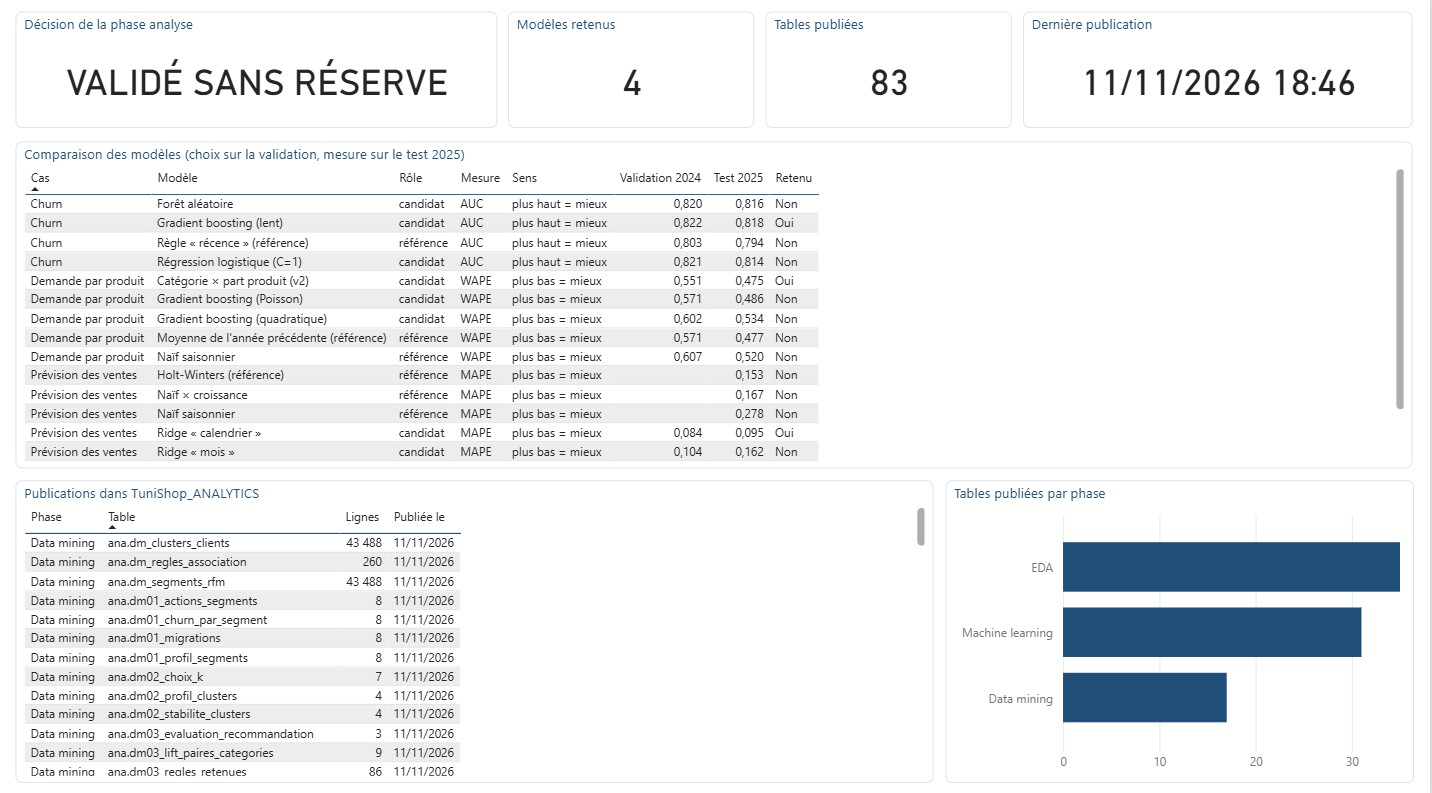 Décision de la phase analyse
VALIDÉ SANS RÉSERVE
Modèles retenus
4
Tables publiées
83
Dernière publication
11/11/2026 18:46
Comparaison des modèles (choix sur la validation, mesure sur le test 2025)
Cas Modèle Rôle Mesure Sens Validation 2024 Test 2025 Retenu
Churn Forêt aléatoire candidat AUC plus haut = mieux 0,820 0,816 Non
Churn Gradient boosting (lent) candidat AUC plus haut = mieux 0,822 0,818 Oui
Churn Règle « récence » (référence) référence AUC plus haut = mieux 0,803 0,794 Non
Churn Régression logistique (C=1) candidat AUC plus haut = mieux 0,821 0,814 Non
Demande par produit Catégorie × part produit (v2) candidat WAPE plus bas = mieux 0,551 0,475 Oui
Demande par produit Gradient boosting (Poisson) candidat WAPE plus bas = mieux 0,571 0,486 Non
Demande par produit Gradient boosting (quadratique) candidat WAPE plus bas = mieux 0,602 0,534 Non
Demande par produit Moyenne de l'année précédente (référence) référence WAPE plus bas = mieux 0,571 0,477 Non
Demande par produit Naïf saisonnier référence WAPE plus bas = mieux 0,607 0,520 Non
Prévision des ventes Holt-Winters (référence) référence MAPE plus bas = mieux 0,153 Non
Prévision des ventes Naïf × croissance référence MAPE plus bas = mieux 0,167 Non
Prévision des ventes Naïf saisonnier référence MAPE plus bas = mieux 0,278 Non
Prévision des ventes Ridge « calendrier » candidat MAPE plus bas = mieux 0,084 0,095 Oui
Prévision des ventes Ridge « mois » candidat MAPE plus bas = mieux 0,104 0,162 Non
Publications dans TuniShop_ANALYTICS
Phase Table Lignes Publiée le
Data mining ana.dm_clusters_clients 43 488 11/11/2026
Data mining ana.dm_regles_association 260 11/11/2026
Data mining ana.dm_segments_rfm 43 488 11/11/2026
Data mining ana.dm01_actions_segments 8 11/11/2026
Data mining ana.dm01_churn_par_segment 8 11/11/2026
Data mining ana.dm01_migrations 8 11/11/2026
Data mining ana.dm01_profil_segments 8 11/11/2026
Data mining ana.dm02_choix_k 7 11/11/2026
Data mining ana.dm02_profil_clusters 4 11/11/2026
Data mining ana.dm02_stabilite_clusters 4 11/11/2026
Data mining ana.dm03_evaluation_recommandation 3 11/11/2026
Data mining ana.dm03_lift_paires_categories 9 11/11/2026
Data mining ana.dm03_regles_retenues 86 11/11/2026
Tables publiées par phase
EDA
Machine learning
Data mining
0 10 20 30